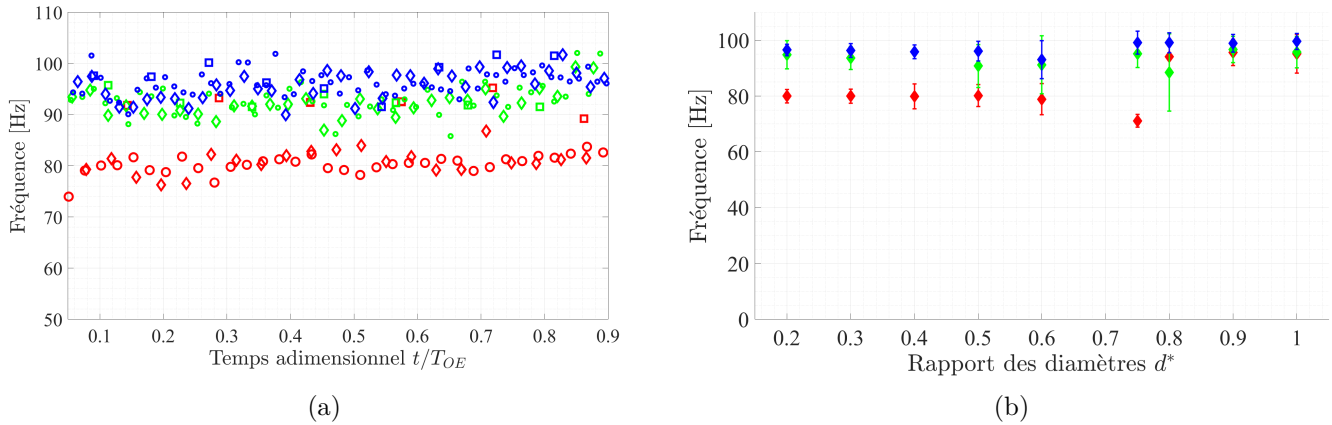 110
100
90
80
70
60
50
Fréquence [Hz]
0.1 0.2 0.3 0.4 0.5 0.6 0.7 0.8 0.9
Temps adimensionnel t/T_OE
(a)
100
80
60
40
20
0
Fréquence [Hz]
0.2 0.3 0.4 0.5 0.6 0.7 0.8 0.9 1
Rapport des diamètres d*
(b)